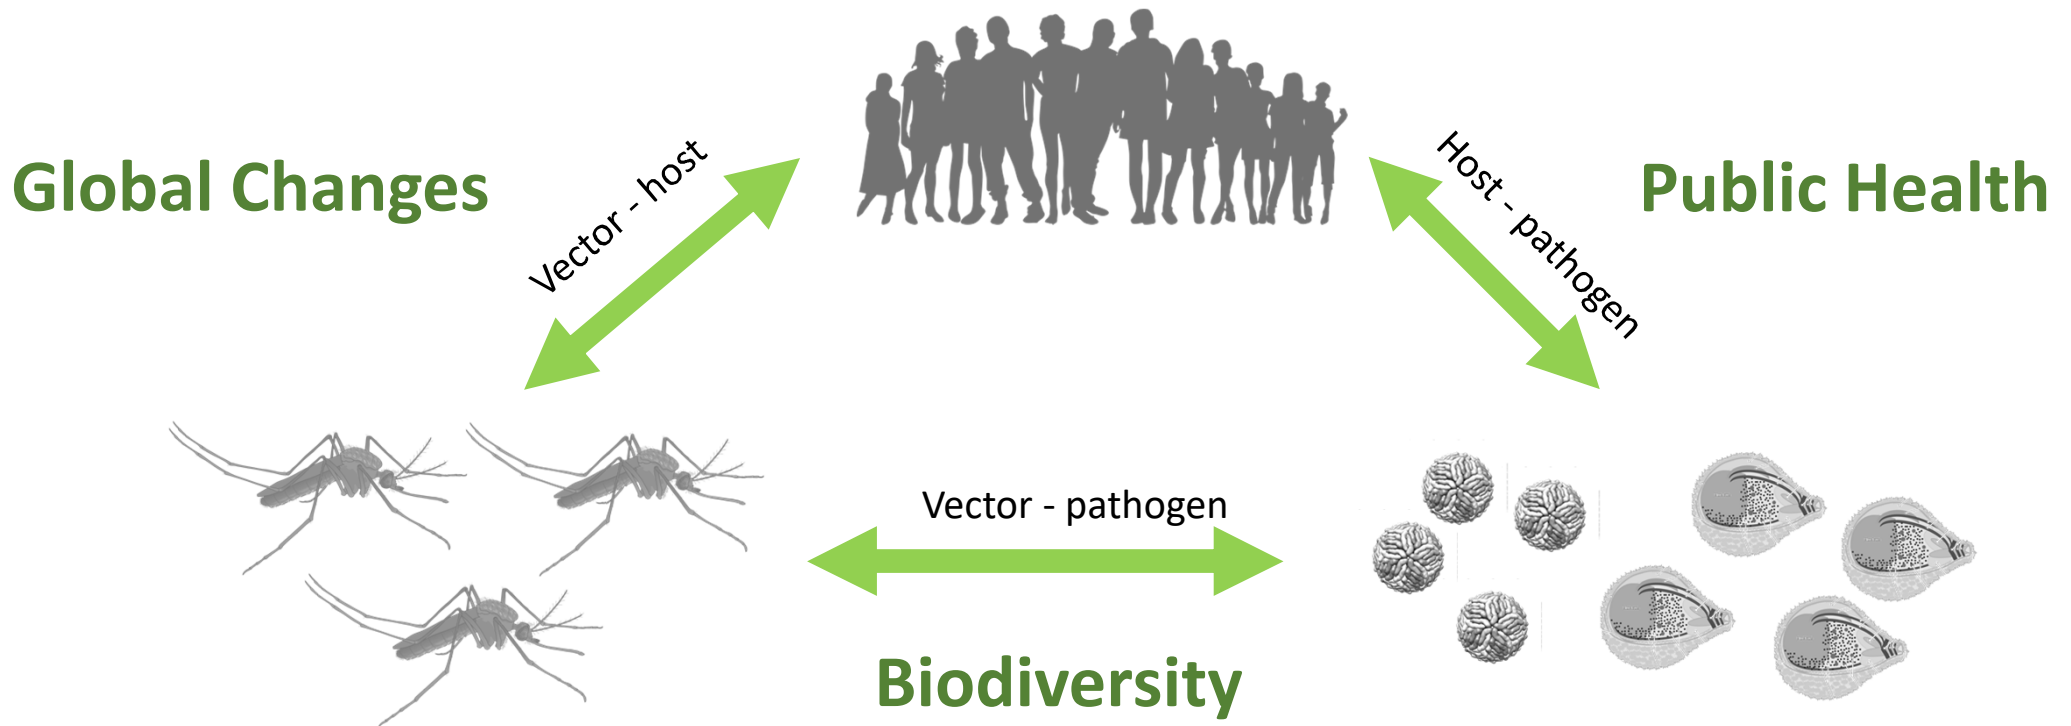 Global Changes
Vector - host
Host - pathogen
Public Health
Vector - pathogen
Biodiversity